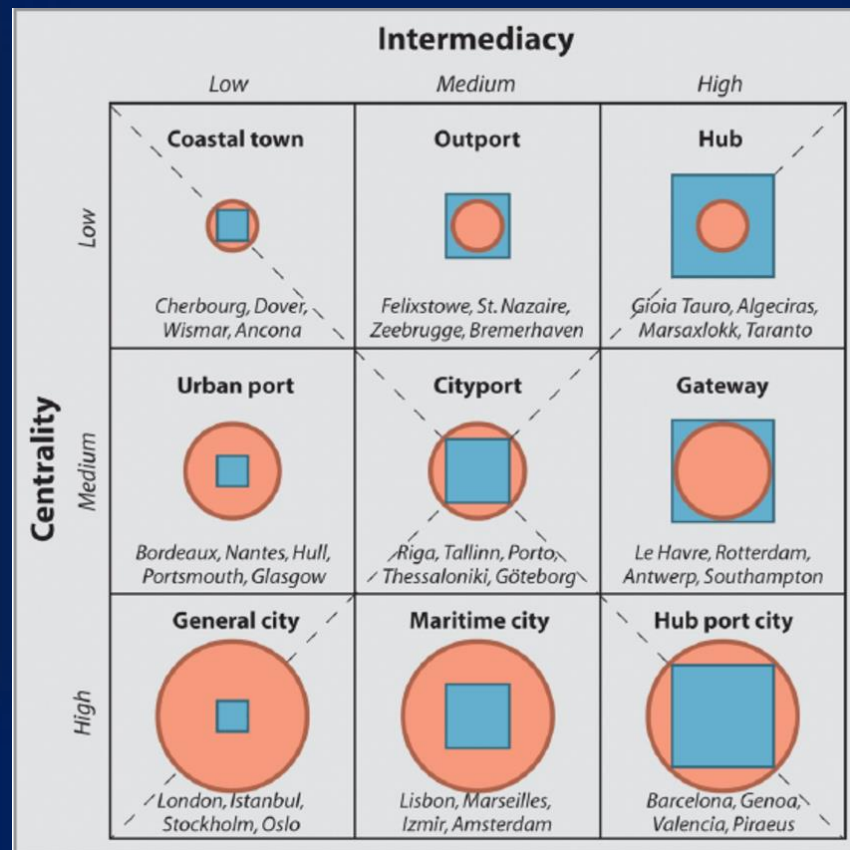 Intermediacy
Low
Medium
High
Centrality
Low
Coastal town
Cherbourg, Dover,
Wismar, Ancona
Outport
Felixstowe, St. Nazaire,
Zeebrugge, Bremerhaven
Hub
Gioia Tauro, Algeciras,
Marsaxlokk, Taranto
Medium
Urban port
Bordeaux, Nantes, Hull,
Portsmouth, Glasgow
Cityport
Riga, Tallinn, Porto,
Thessaloniki, Göteborg
Gateway
Le Havre, Rotterdam,
Antwerp, Southampton
High
General city
London, Istanbul,
Stockholm, Oslo
Maritime city
Lisbon, Marseilles,
Izmir, Amsterdam
Hub port city
Barcelona, Genoa,
Valencia, Piraeus